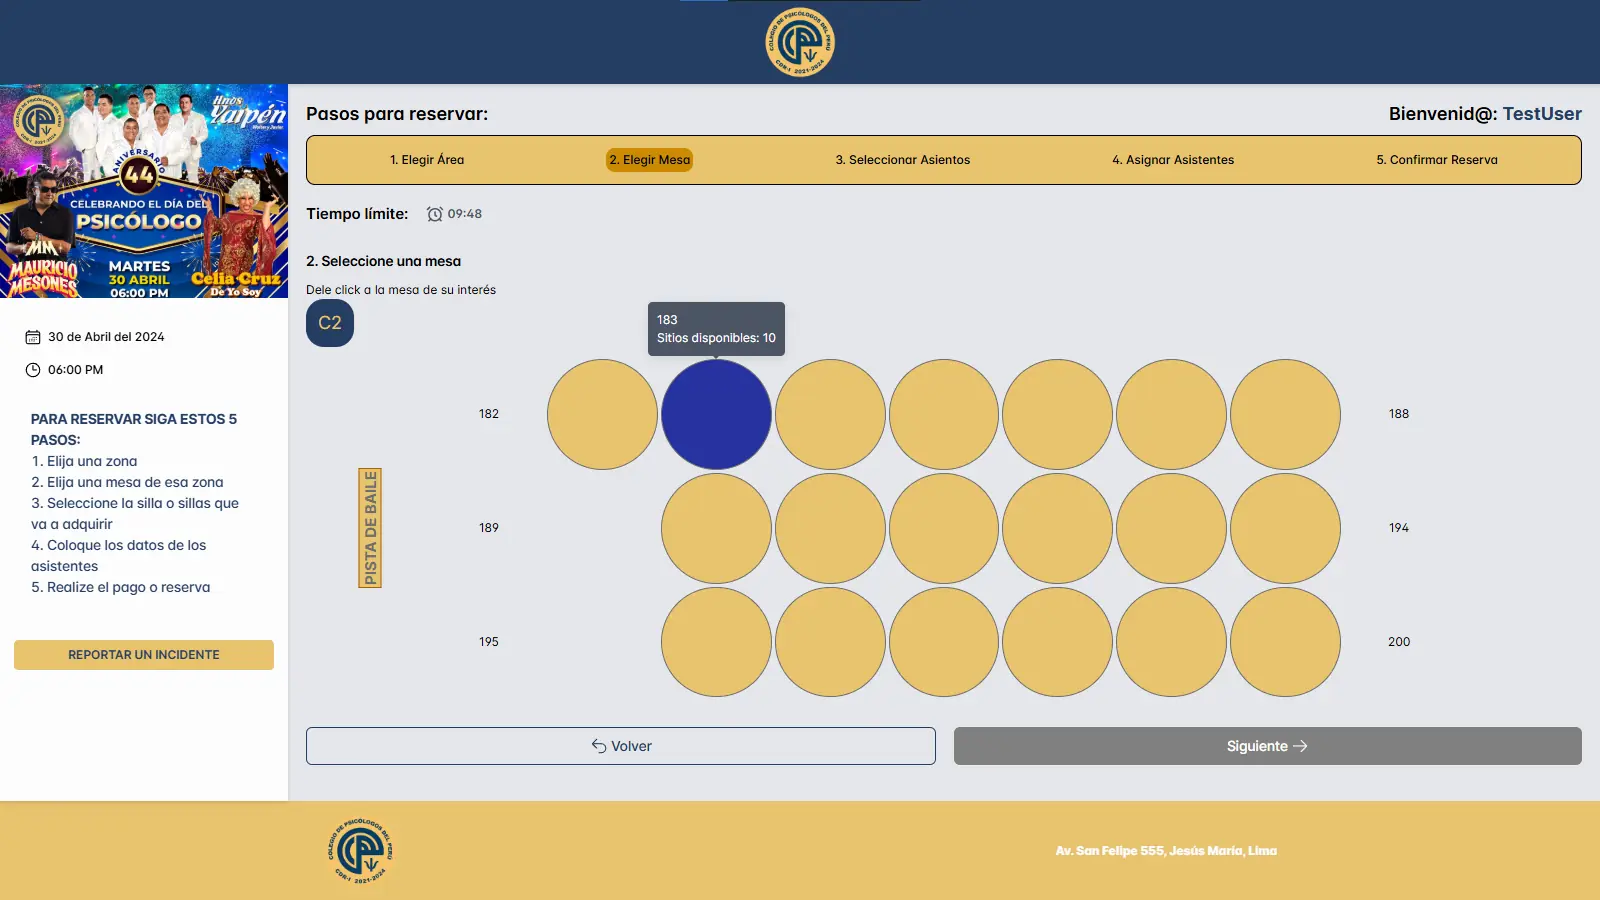 COLEGIO DE PSICÓLOGOS DEL PERÚ
CDR-I 2021-2024
Hnos
Yaipén
Walter y Javier
ANIVERSARIO
44
CELEBRANDO EL DÍA DEL
PSICÓLOGO
MM
MAURICIO
MESONES
MARTES
30 ABRIL
06:00 PM
Celia Cruz
De Yo Soy
30 de Abril del 2024
06:00 PM
PARA RESERVAR SIGA ESTOS 5
PASOS:
1. Elija una zona
2. Elija una mesa de esa zona
3. Seleccione la silla o sillas que
va a adquirir
4. Coloque los datos de los
asistentes
5. Realize el pago o reserva
REPORTAR UN INCIDENTE
Pasos para reservar:
Bienvenid@: TestUser
1. Elegir Área
2. Elegir Mesa
3. Seleccionar Asientos
4. Asignar Asistentes
5. Confirmar Reserva
Tiempo límite:
09:48
2. Seleccione una mesa
Dele click a la mesa de su interés
C2
183
Sitios disponibles: 10
182
188
PISTA DE BAILE
189
194
195
200
Volver
Siguiente
COLEGIO DE PSICÓLOGOS DEL PERÚ
CDR-I 2021-2024
Av. San Felipe 555, Jesús María, Lima